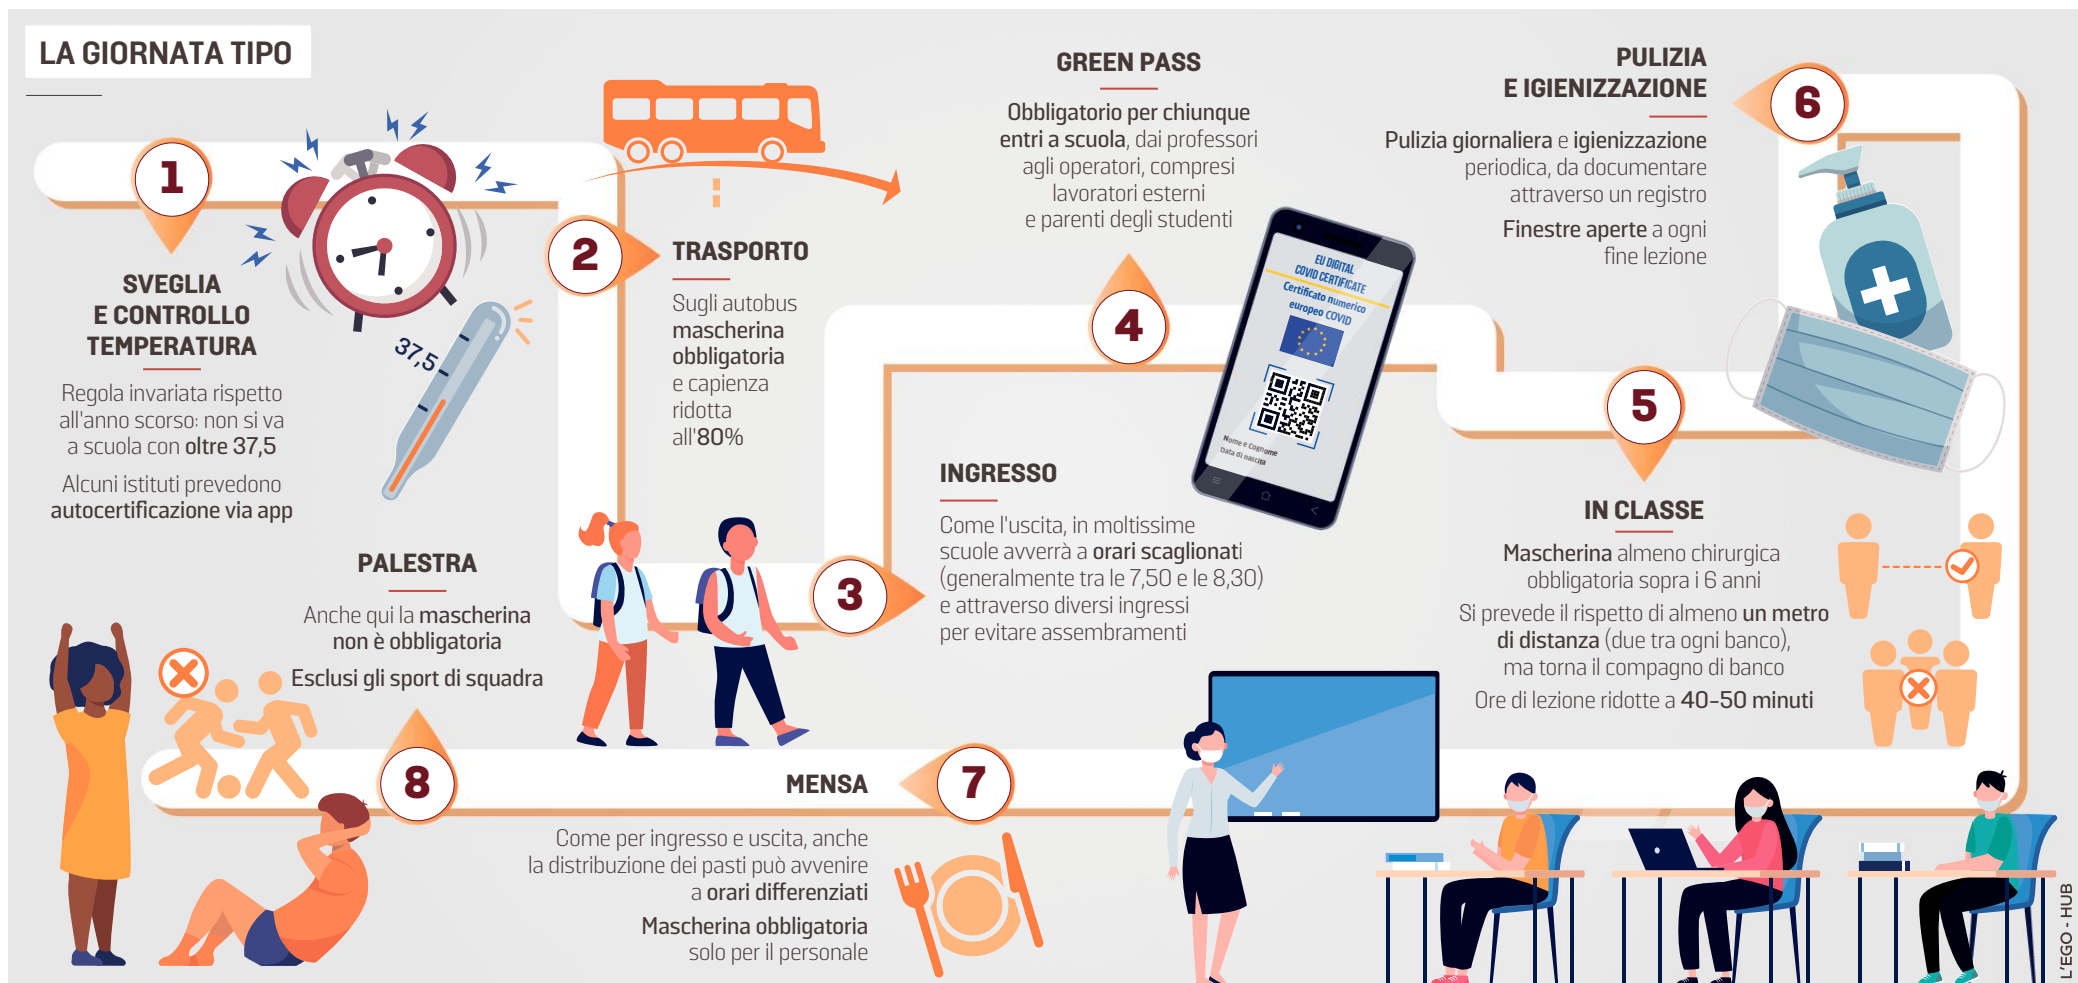 LA GIORNATA TIPO
1
SVEGLIA
E CONTROLLO
TEMPERATURA
Regola invariata rispetto
all'anno scorso: non si va
a scuola con oltre 37,5
Alcuni istituti prevedono
autocertificazione via app
37,5
2
TRASPORTO
Sugli autobus
mascherina
obbligatoria
e capienza
ridotta
all'80%
3
INGRESSO
Come l'uscita, in moltissime
scuole avverrà a orari scaglionati
(generalmente tra le 7,50 e le 8,30)
e attraverso diversi ingressi
per evitare assembramenti
GREEN PASS
Obbligatorio per chiunque
entri a scuola, dai professori
agli operatori, compresi
lavoratori esterni
e parenti degli studenti
4
EU DIGITAL
COVID CERTIFICATE
Certificato numerico
europeo COVID
Nome e Cognome
Data di nascita
5
IN CLASSE
Mascherina almeno chirurgica
obbligatoria sopra i 6 anni
Si prevede il rispetto di almeno un metro
di distanza (due tra ogni banco),
ma torna il compagno di banco
Ore di lezione ridotte a 40-50 minuti
PULIZIA
E IGIENIZZAZIONE
6
Pulizia giornaliera e igienizzazione
periodica, da documentare
attraverso un registro
Finestre aperte a ogni
fine lezione
MENSA
7
Come per ingresso e uscita, anche
la distribuzione dei pasti può avvenire
a orari differenziati
Mascherina obbligatoria
solo per il personale
PALESTRA
Anche qui la mascherina
non è obbligatoria
Esclusi gli sport di squadra
8
L'EGO - HUB